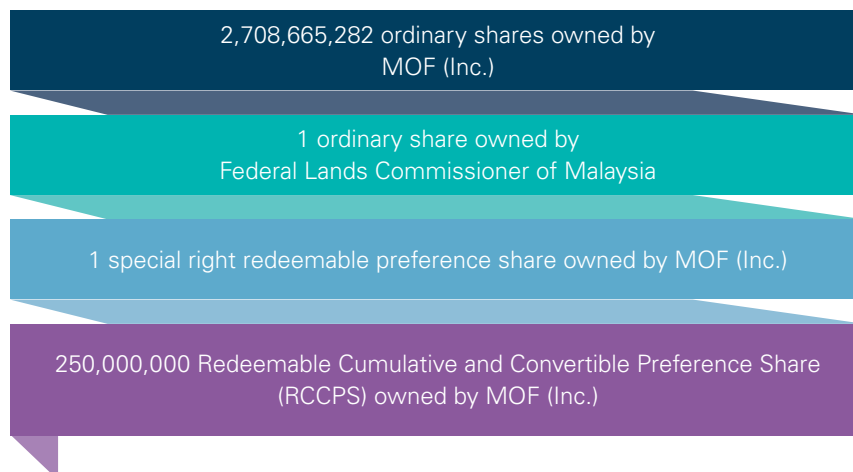 2,708,665,282 ordinary shares owned by
MOF (Inc.)
1 ordinary share owned by
Federal Lands Commissioner of Malaysia
1 special right redeemable preference share owned by MOF (Inc.)
250,000,000 Redeemable Cumulative and Convertible Preference Share
(RCCPS) owned by MOF (Inc.)